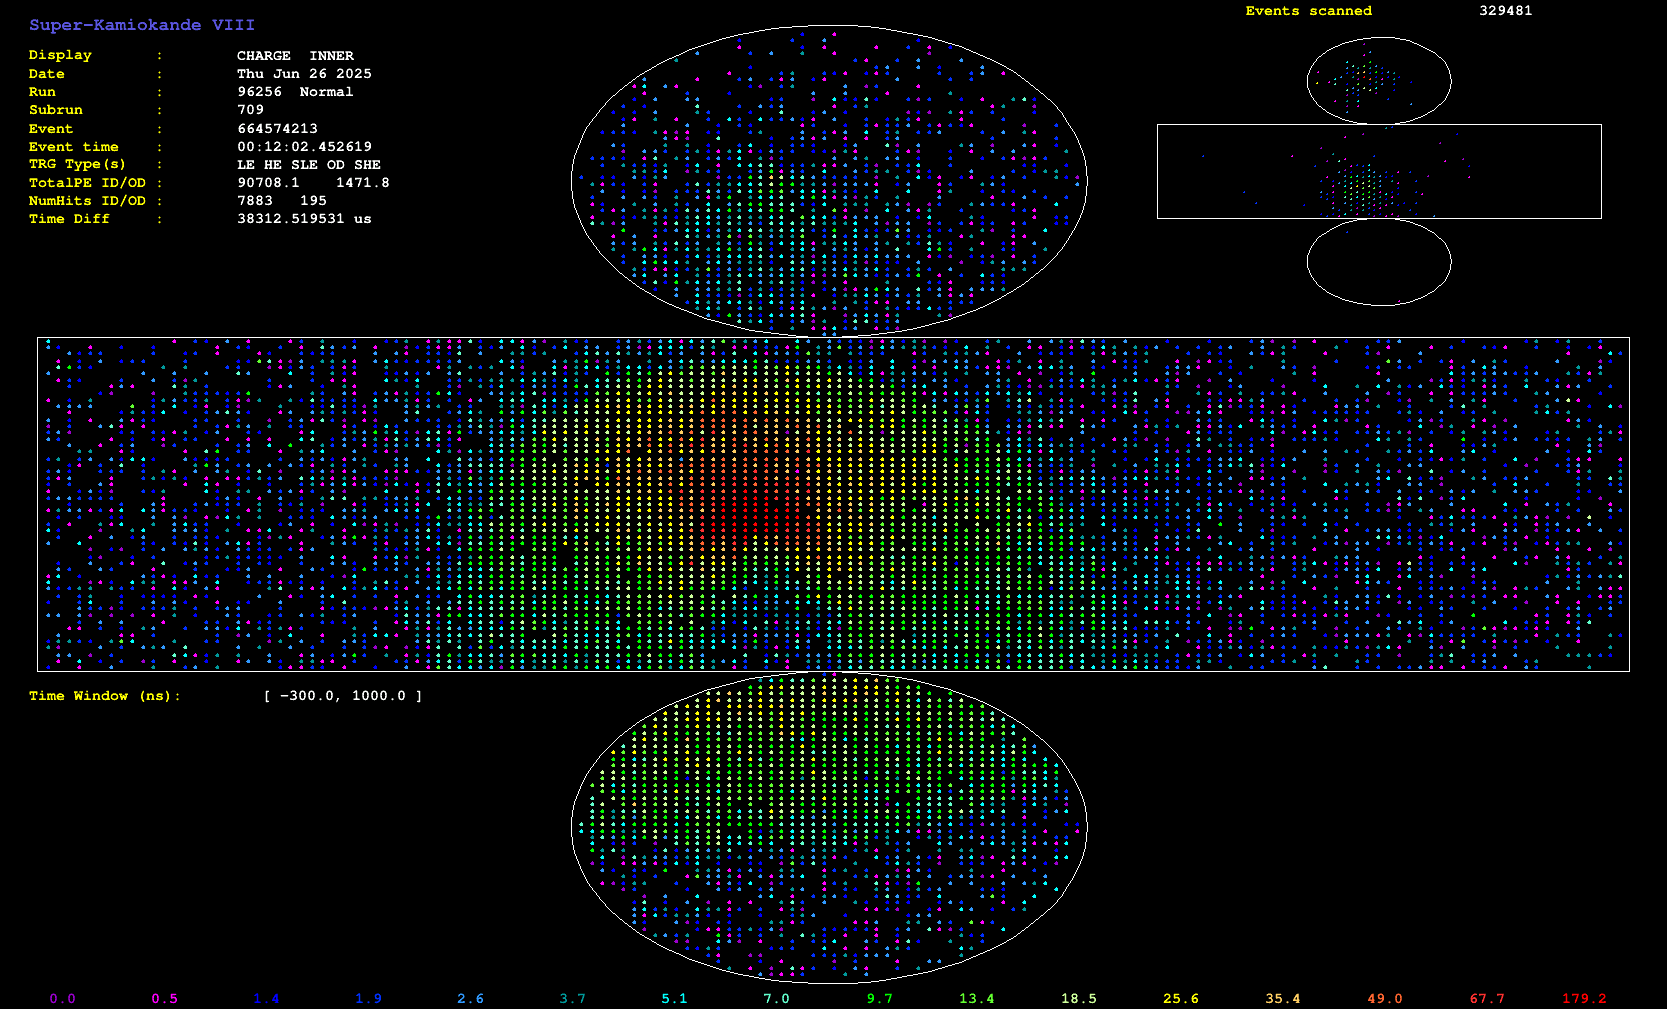 Super-Kamiokande VIII
Events scanned 329481
Display : CHARGE INNER
Date : Thu Jun 26 2025
Run : 96256 Normal
Subrun : 709
Event : 664574213
Event time : 00:12:02.452619
TRG Type(s) : LE HE SLE OD SHE
TotalPE ID/OD : 90708.1 1471.8
NumHits ID/OD : 7883 195
Time Diff : 38312.519531 us
Time Window (ns): [ -300.0, 1000.0 ]
0.0 0.5 1.4 1.9 2.6 3.7 5.1 7.0 9.7 13.4 18.5 25.6 35.4 49.0 67.7 179.2